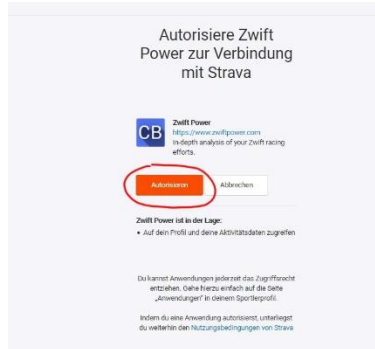 Autorisiere Zwift
Power zur Verbindung
mit Strava
CB
Zwift Power
https://www.zwiftpower.com
In-depth analysis of your Zwift racing
efforts.
Autorisieren
Abbrechen
Zwift Power ist in der Lage:
• Auf dein Profil und deine Aktivitätsdaten zugreifen
Du kannst Anwendungen jederzeit das Zugriffsrecht
entziehen. Gehe hierzu einfach auf die Seite
„Anwendungen“ in deinem Sportlerprofil.
Indem du eine Anwendung autorisierst, unterliegst
du weiterhin den Nutzungsbedingungen von Strava